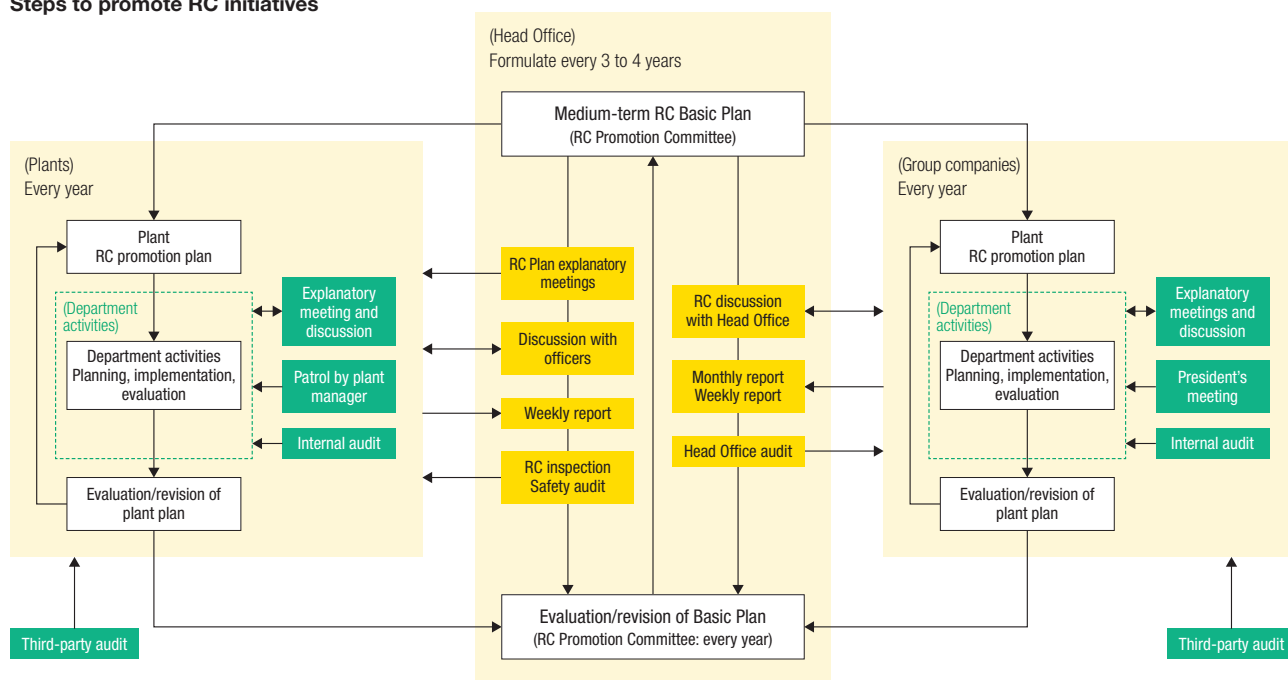 Steps to promote RC initiatives
(Head Office)
Formulate every 3 to 4 years
Medium-term RC Basic Plan
(RC Promotion Committee)
(Plants)
Every year
Plant
RC promotion plan
(Department
activities)
Explanatory
meeting and
discussion
Department activities
Planning, implementation,
evaluation
Patrol by plant
manager
Internal audit
Evaluation/revision of
plant plan
Third-party audit
RC Plan explanatory
meetings
Discussion with
officers
Weekly report
RC inspection
Safety audit
RC discussion
with Head Office
Monthly report
Weekly report
Head Office audit
Evaluation/revision of Basic Plan
(RC Promotion Committee: every year)
(Group companies)
Every year
Plant
RC promotion plan
(Department
activities)
Explanatory
meetings and
discussion
Department activities
Planning, implementation,
evaluation
President's
meeting
Internal audit
Evaluation/revision of
plant plan
Third-party audit